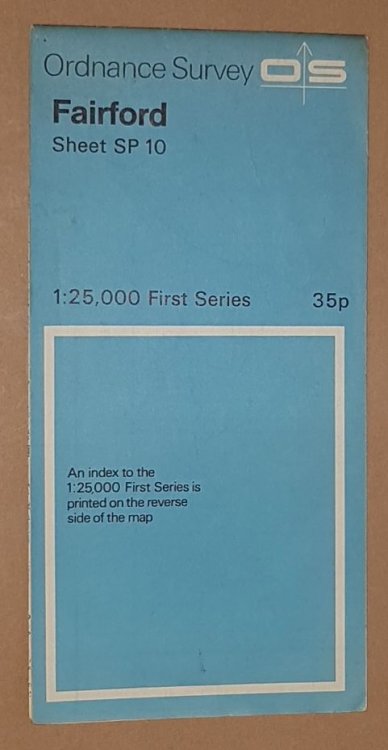 Ordnance Survey OS
Fairford
Sheet SP 10
1:25,000 First Series 35p
An index to the
1:25,000 First Series is
printed on the reverse
side of the map